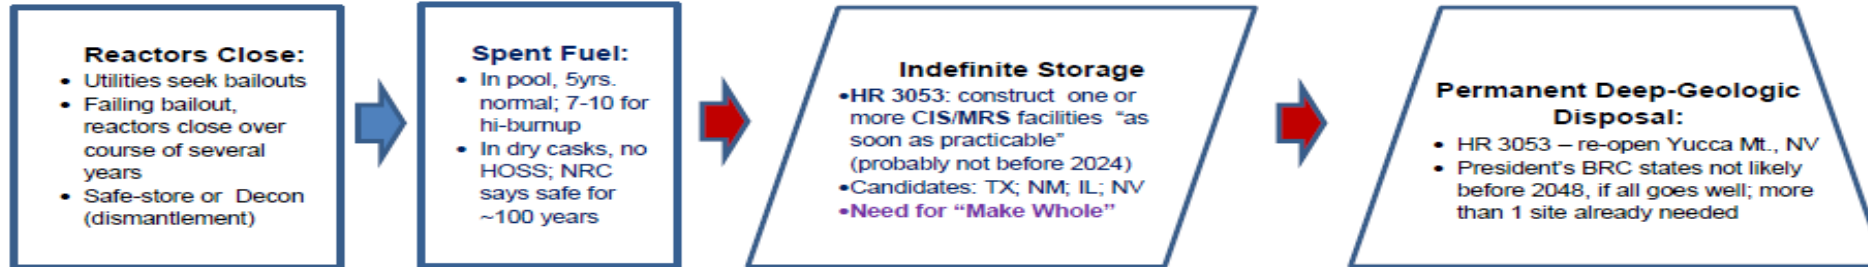 Reactors Close:
• Utilities seek bailouts
• Failing bailout,
reactors close over
course of several
years
• Safe-store or Decon
(dismantlement)
Spent Fuel:
• In pool, 5yrs.
normal; 7-10 for
hi-burnup
• In dry casks, no
HOSS; NRC
says safe for
~100 years
Indefinite Storage
•HR 3053: construct one or
more CIS/MRS facilities “as
soon as practicable”
(probably not before 2024)
•Candidates: TX; NM; IL; NV
•Need for “Make Whole”
Permanent Deep-Geologic
Disposal:
• HR 3053 – re-open Yucca Mt., NV
• President’s BRC states not likely
before 2048, if all goes well; more
than 1 site already needed